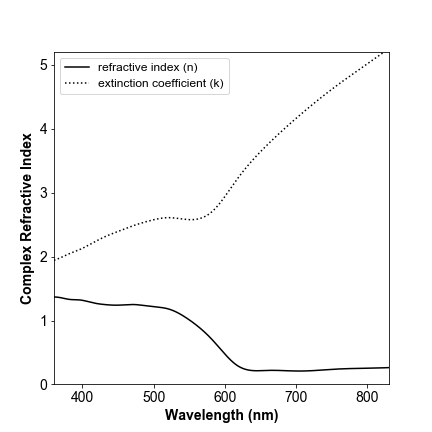 refractive index (n)
extinction coefficient (k)
5
4
3
2
1
0
400 500 600 700 800
Complex Refractive Index
Wavelength (nm)